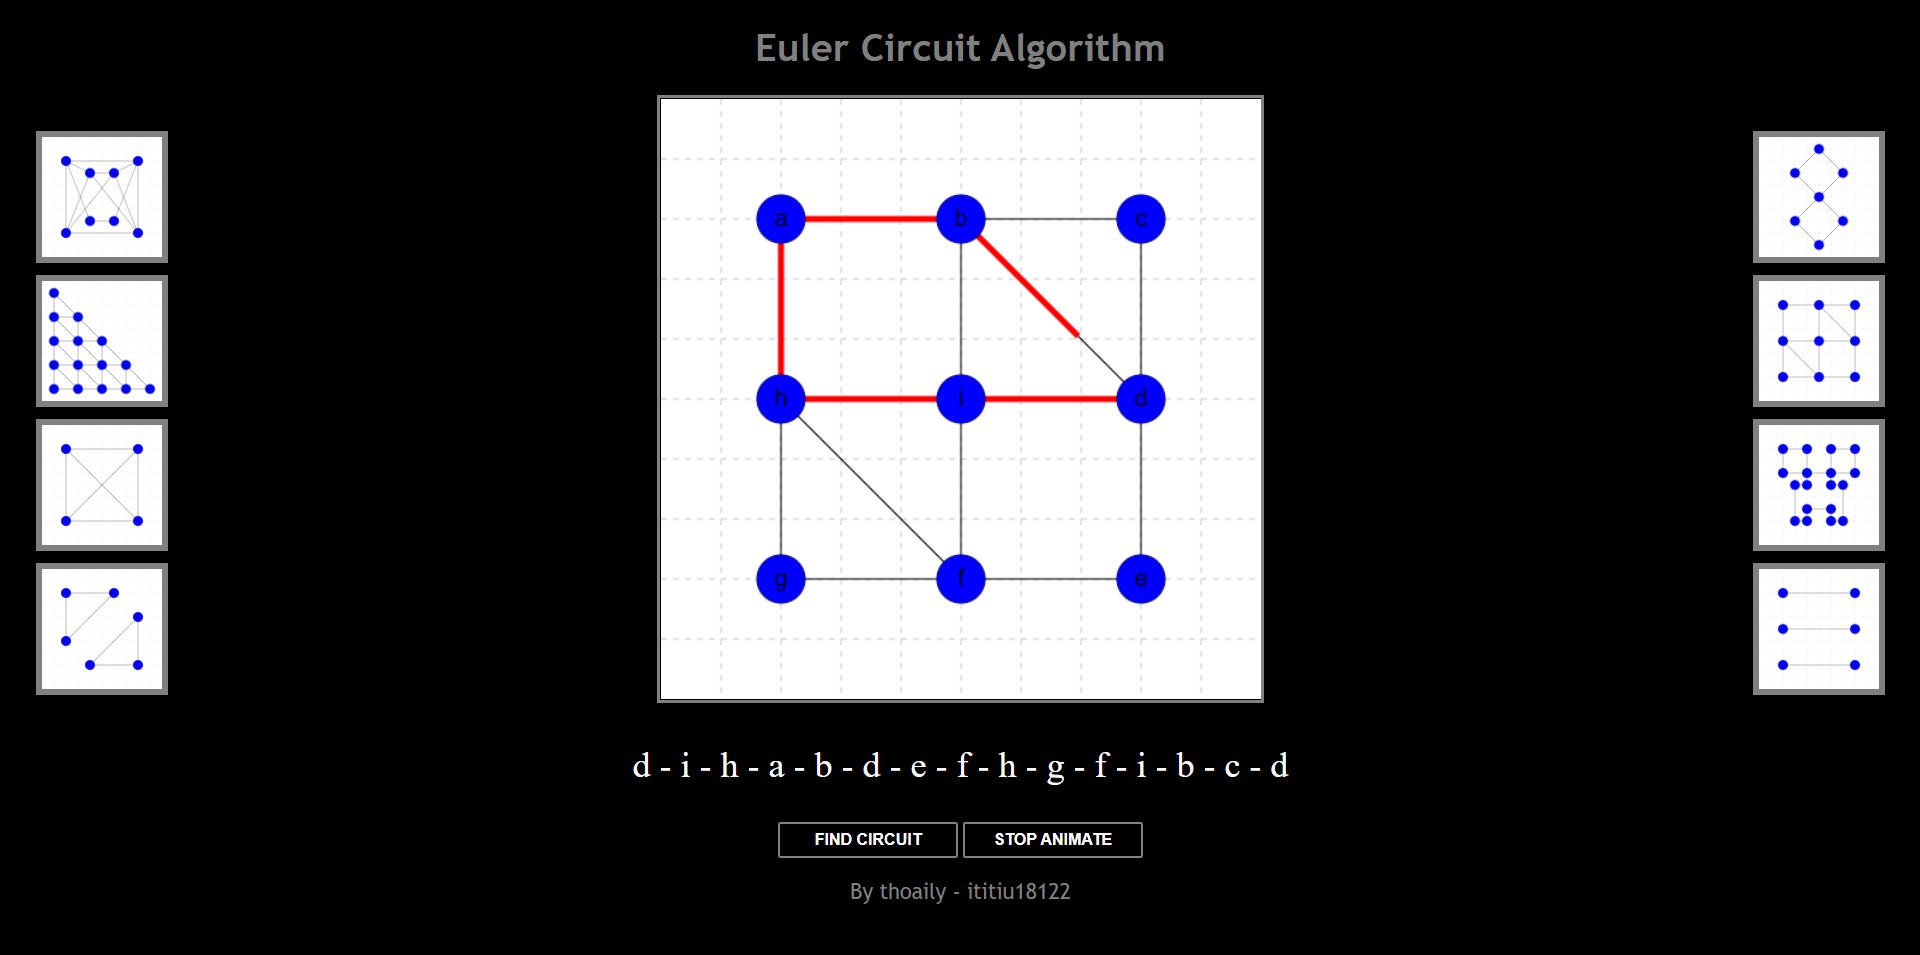 Euler Circuit Algorithm
a b c
h i d
g f e
d - i - h - a - b - d - e - f - h - g - f - i - b - c - d
FIND CIRCUIT STOP ANIMATE
By thoaily - ititiu18122